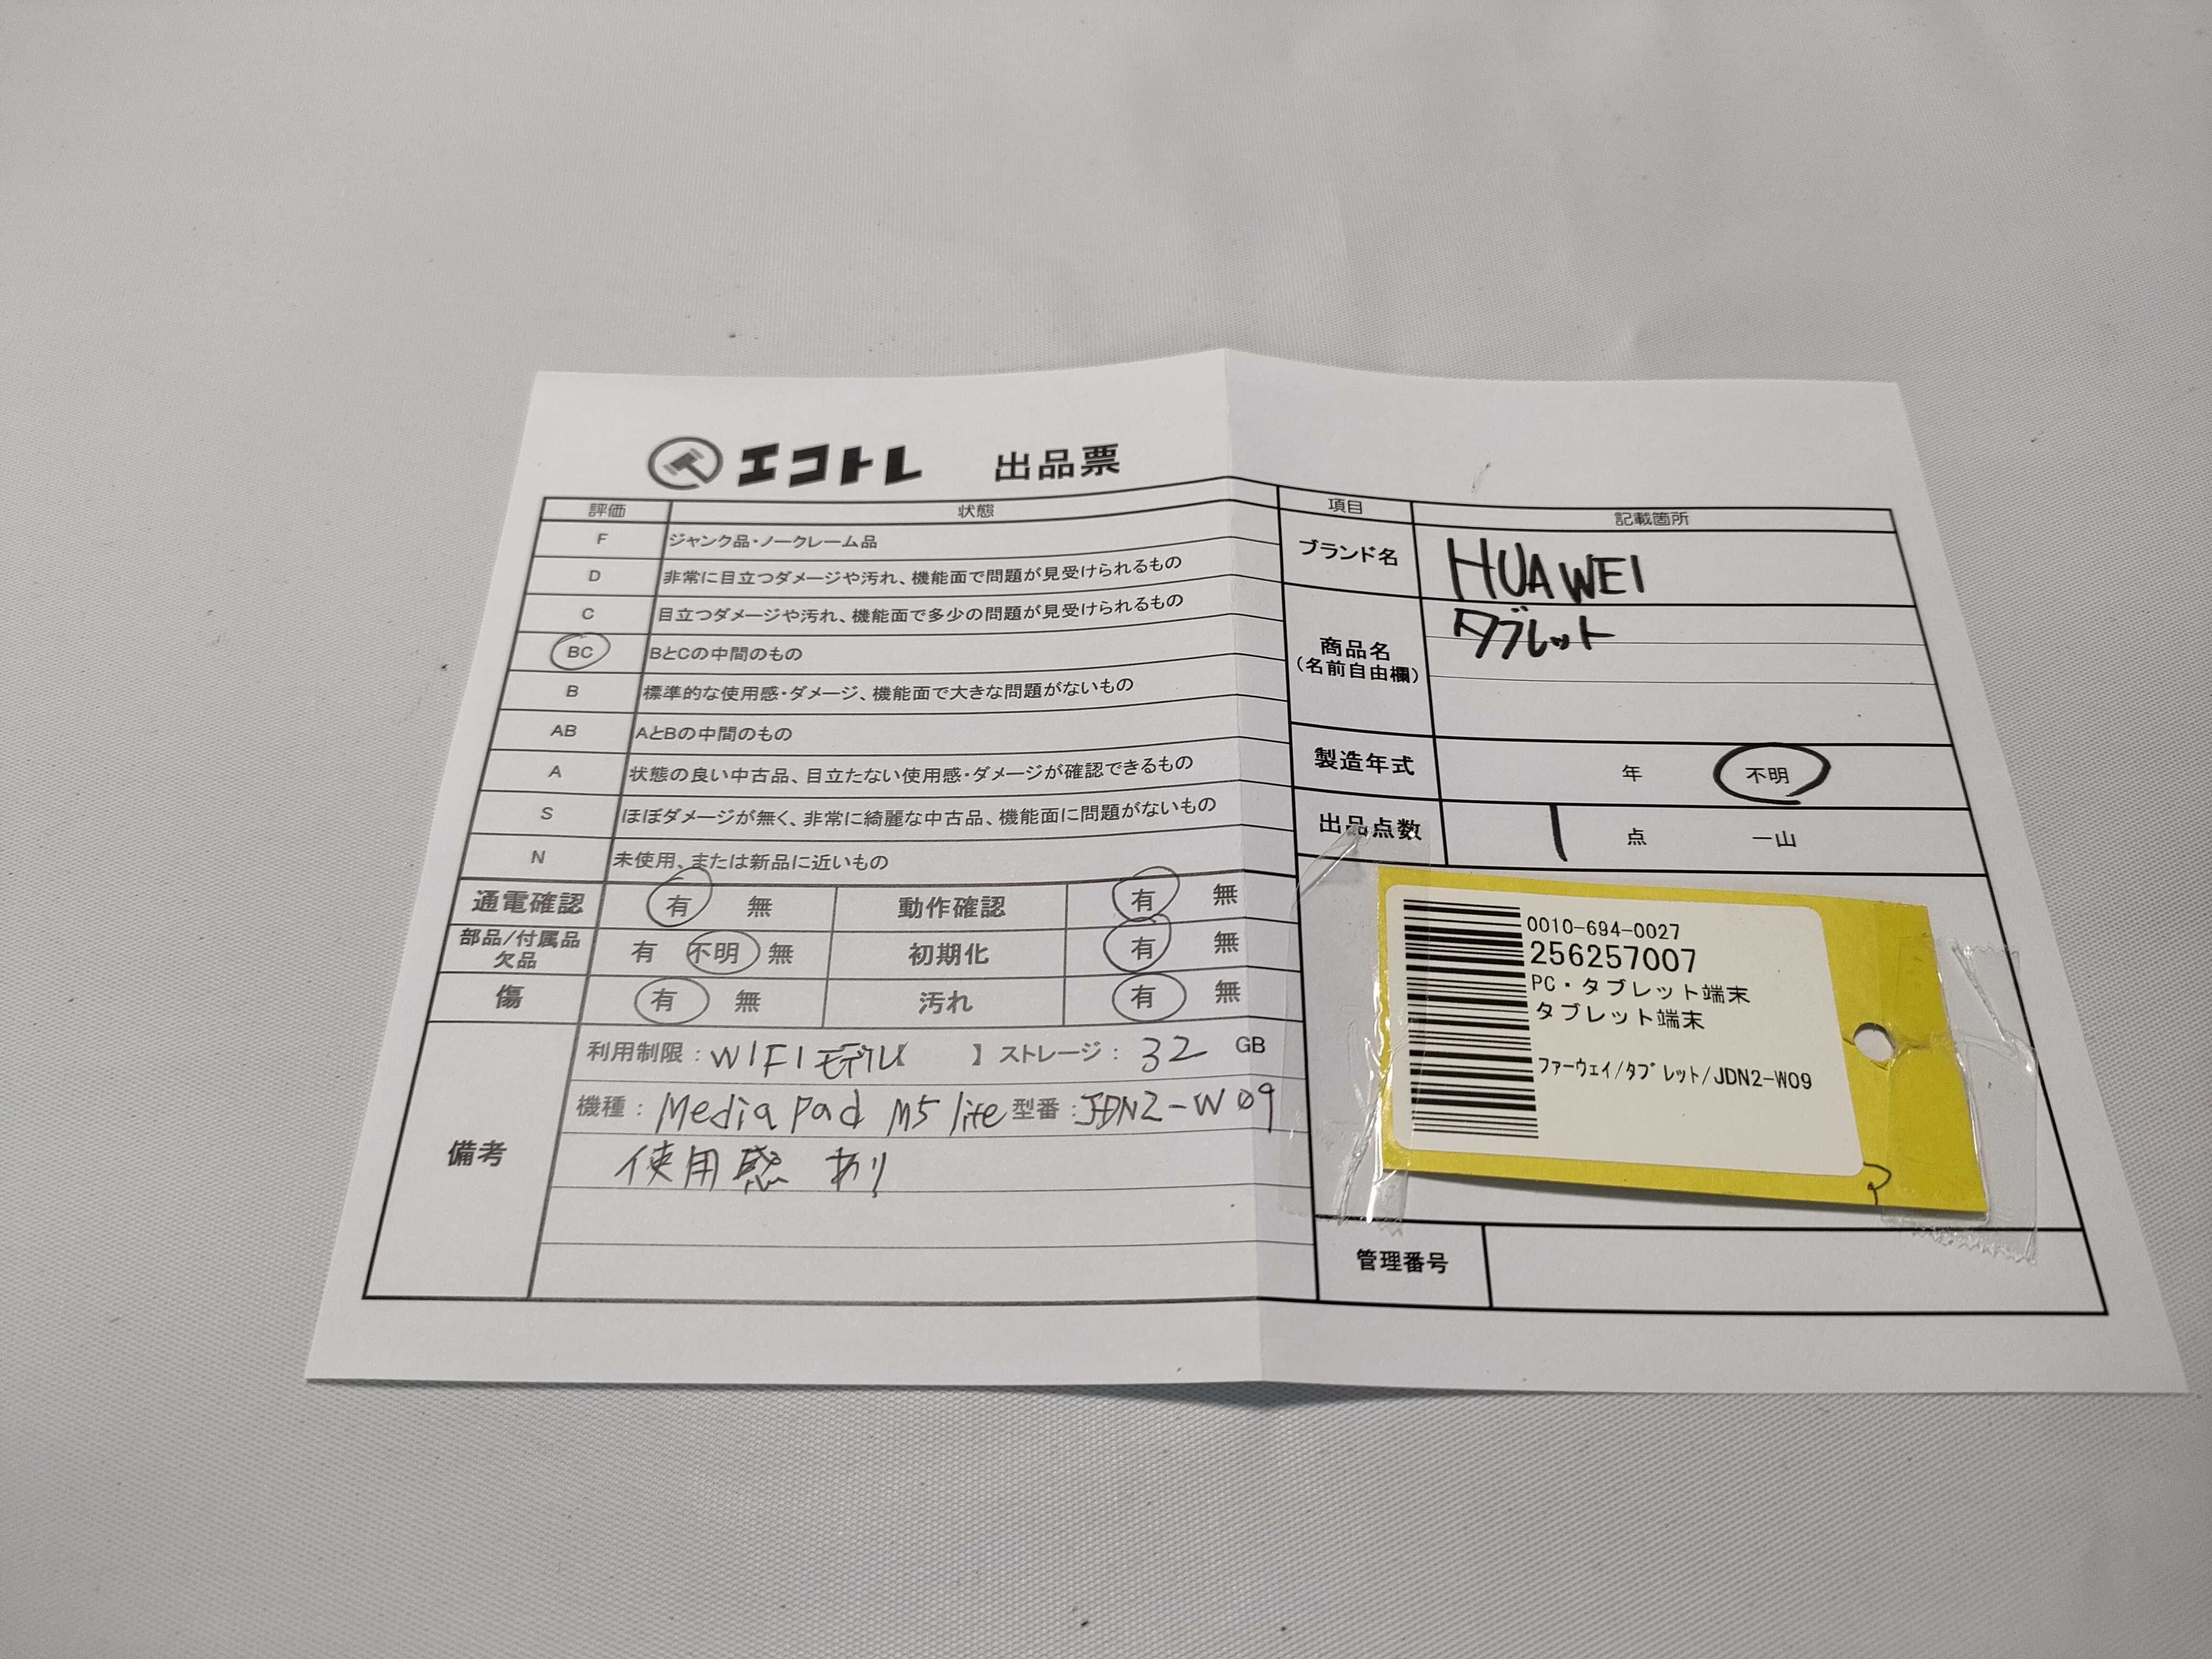 エコトレ 出品票
評価 状態
F ジャンク品・ノークレーム品
D 非常に目立つダメージや汚れ、機能面で問題が見受けられるもの
C 目立つダメージや汚れ、機能面で多少の問題が見受けられるもの
BC BとCの中間のもの
B 標準的な使用感・ダメージ、機能面で大きな問題がないもの
AB AとBの中間のもの
A 状態の良い中古品、目立たない使用感・ダメージが確認できるもの
S ほぼダメージが無く、非常に綺麗な中古品、機能面に問題がないもの
N 未使用、または新品に近いもの
通電確認 有 無 動作確認 有 無
部品/付属品
欠品 有 不明 無 初期化 有 無
傷 有 無 汚れ 有 無
備考
利用制限：WIFIモデル【 】ストレージ：32 GB
機種：Mediapad M5 lite 型番：JDN2-W09
使用感あり
項目 記載箇所
ブランド名 HUAWEI
商品名
(名前自由欄) タブレット
製造年式 年 不明
出品点数 1 点 一山
0010-694-0027
256257007
PC・タブレット端末
タブレット端末
ファーウェイ/タブレット/JDN2-W09
管理番号